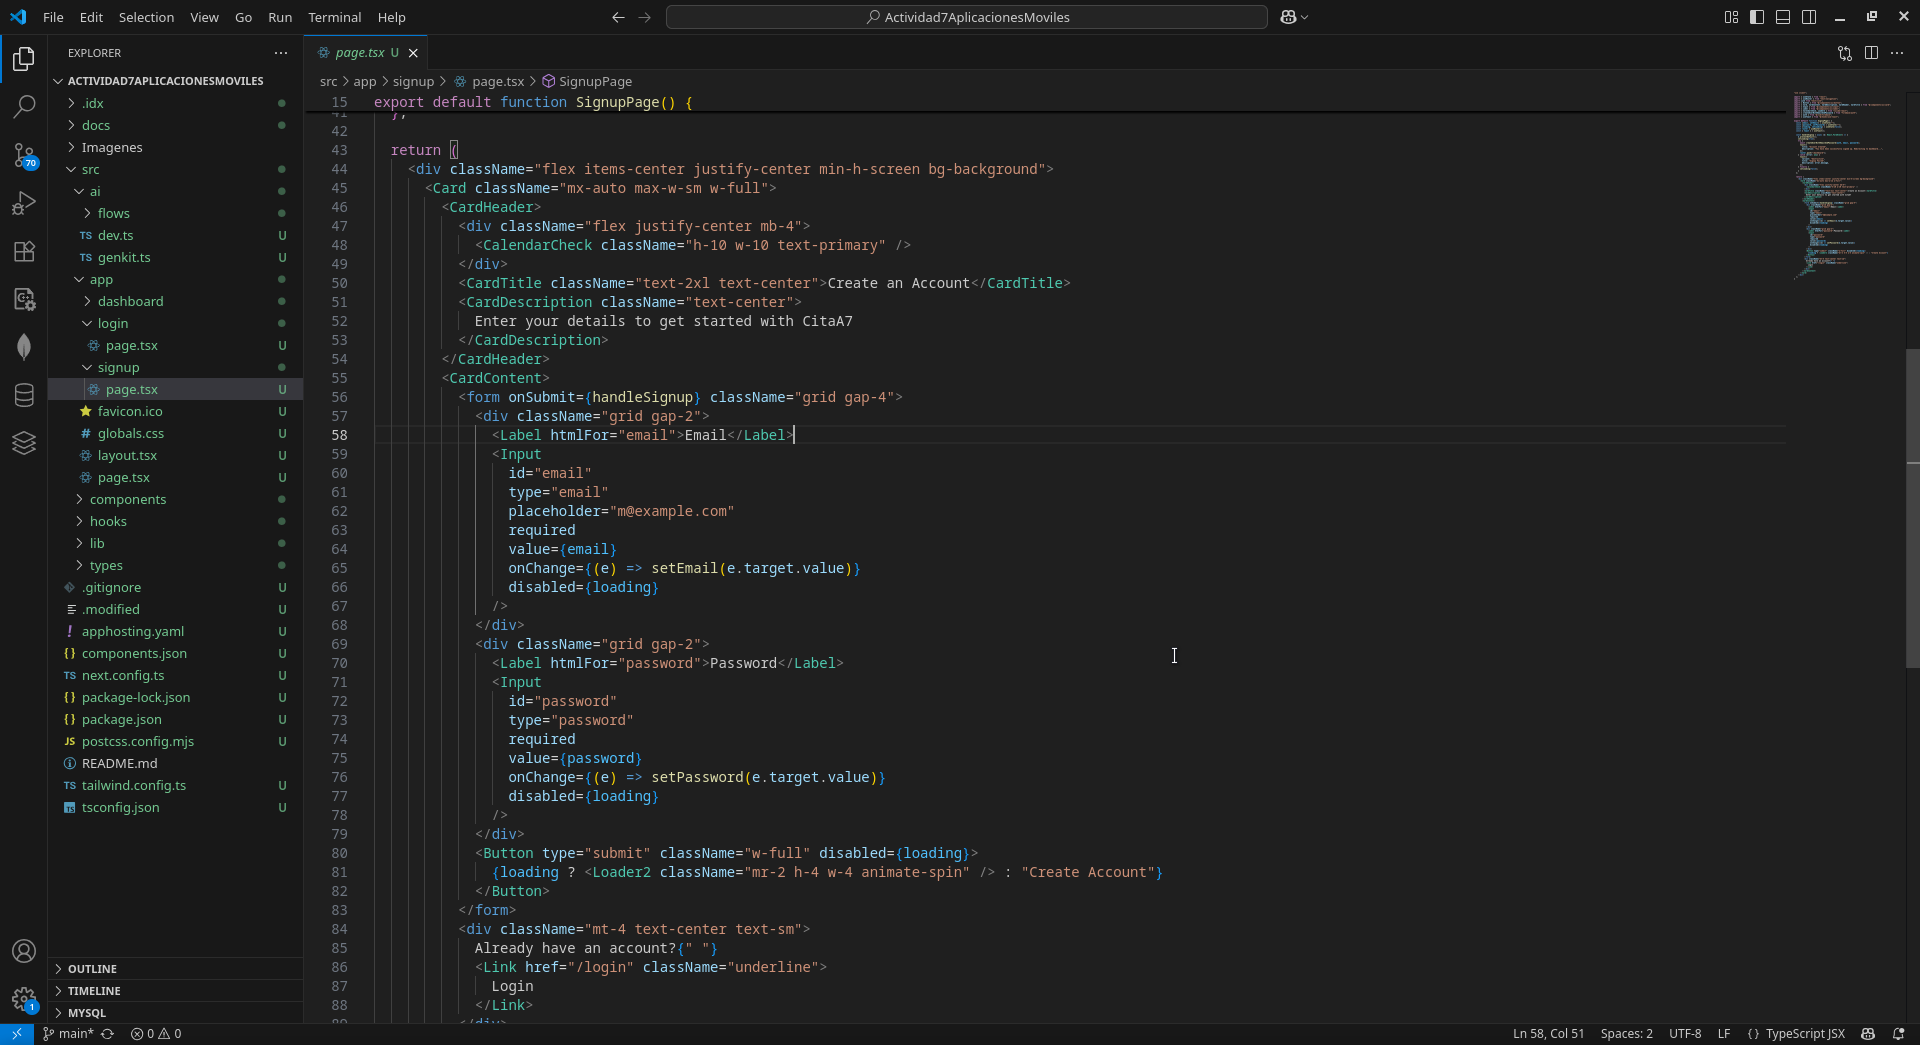 File Edit Selection View Go Run Terminal Help
Actividad7AplicacionesMoviles
EXPLORER
ACTIVIDAD7APLICACIONESMOVILES
.idx
docs
Imagenes
src
ai
flows
TS dev.ts U
TS genkit.ts U
app
dashboard
login
page.tsx U
signup
page.tsx U
favicon.ico U
# globals.css U
layout.tsx U
page.tsx U
components
hooks
lib
types
.gitignore U
.modified U
! apphosting.yaml U
{} components.json U
TS next.config.ts U
{} package-lock.json U
{} package.json U
JS postcss.config.mjs U
README.md U
TS tailwind.config.ts U
tsconfig.json U
OUTLINE
TIMELINE
MYSQL
70
1
page.tsx U
src > app > signup > page.tsx > SignupPage
15 export default function SignupPage() {
41 };
42
43 return (
44 <div className="flex items-center justify-center min-h-screen bg-background">
45 <Card className="mx-auto max-w-sm w-full">
46 <CardHeader>
47 <div className="flex justify-center mb-4">
48 <CalendarCheck className="h-10 w-10 text-primary" />
49 </div>
50 <CardTitle className="text-2xl text-center">Create an Account</CardTitle>
51 <CardDescription className="text-center">
52 Enter your details to get started with CitaA7
53 </CardDescription>
54 </CardHeader>
55 <CardContent>
56 <form onSubmit={handleSignup} className="grid gap-4">
57 <div className="grid gap-2">
58 <Label htmlFor="email">Email</Label>
59 <Input
60 id="email"
61 type="email"
62 placeholder="m@example.com"
63 required
64 value={email}
65 onChange={(e) => setEmail(e.target.value)}
66 disabled={loading}
67 />
68 </div>
69 <div className="grid gap-2">
70 <Label htmlFor="password">Password</Label>
71 <Input
72 id="password"
73 type="password"
74 required
75 value={password}
76 onChange={(e) => setPassword(e.target.value)}
77 disabled={loading}
78 />
79 </div>
80 <Button type="submit" className="w-full" disabled={loading}>
81 {loading ? <Loader2 className="mr-2 h-4 w-4 animate-spin" /> : "Create Account"}
82 </Button>
83 </form>
84 <div className="mt-4 text-center text-sm">
85 Already have an account?{" "}
86 <Link href="/login" className="underline">
87 Login
88 </Link>
89 </div>
main* 0 0 Ln 58, Col 51 Spaces: 2 UTF-8 LF {} TypeScript JSX